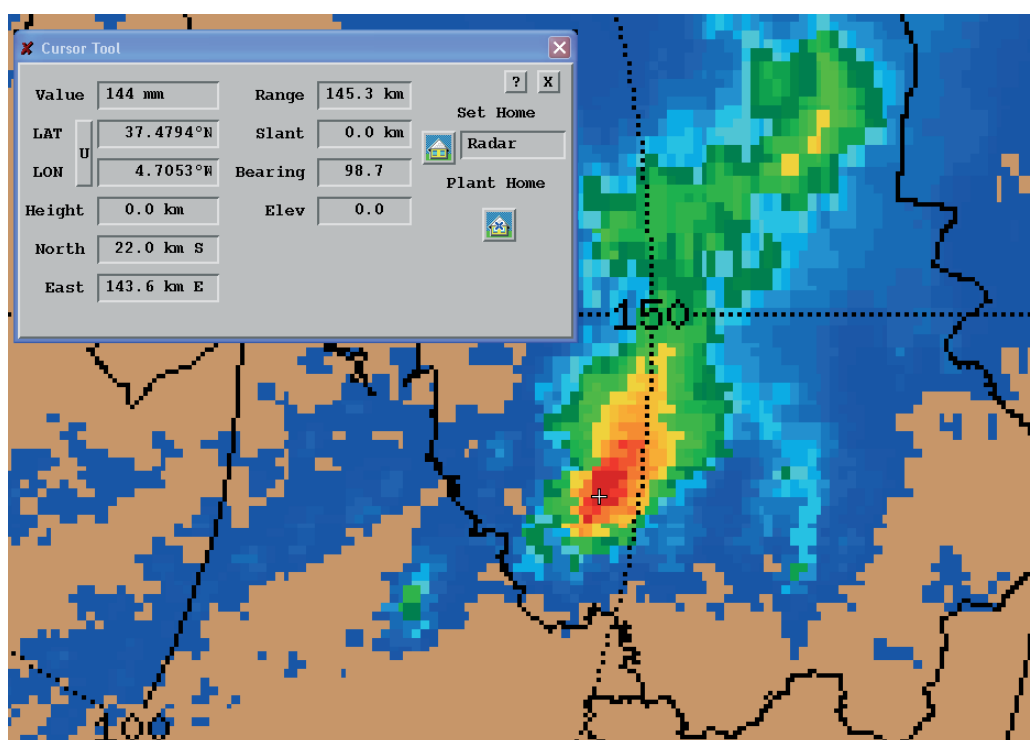 Cursor Tool
? X
Value 144 mm Range 145.3 km
Set Home
LAT 37.4794°N Slant 0.0 km
Radar
U
LON 4.7053°W Bearing 98.7
Plant Home
Height 0.0 km Elev 0.0
North 22.0 km S
East 143.6 km E
150
100